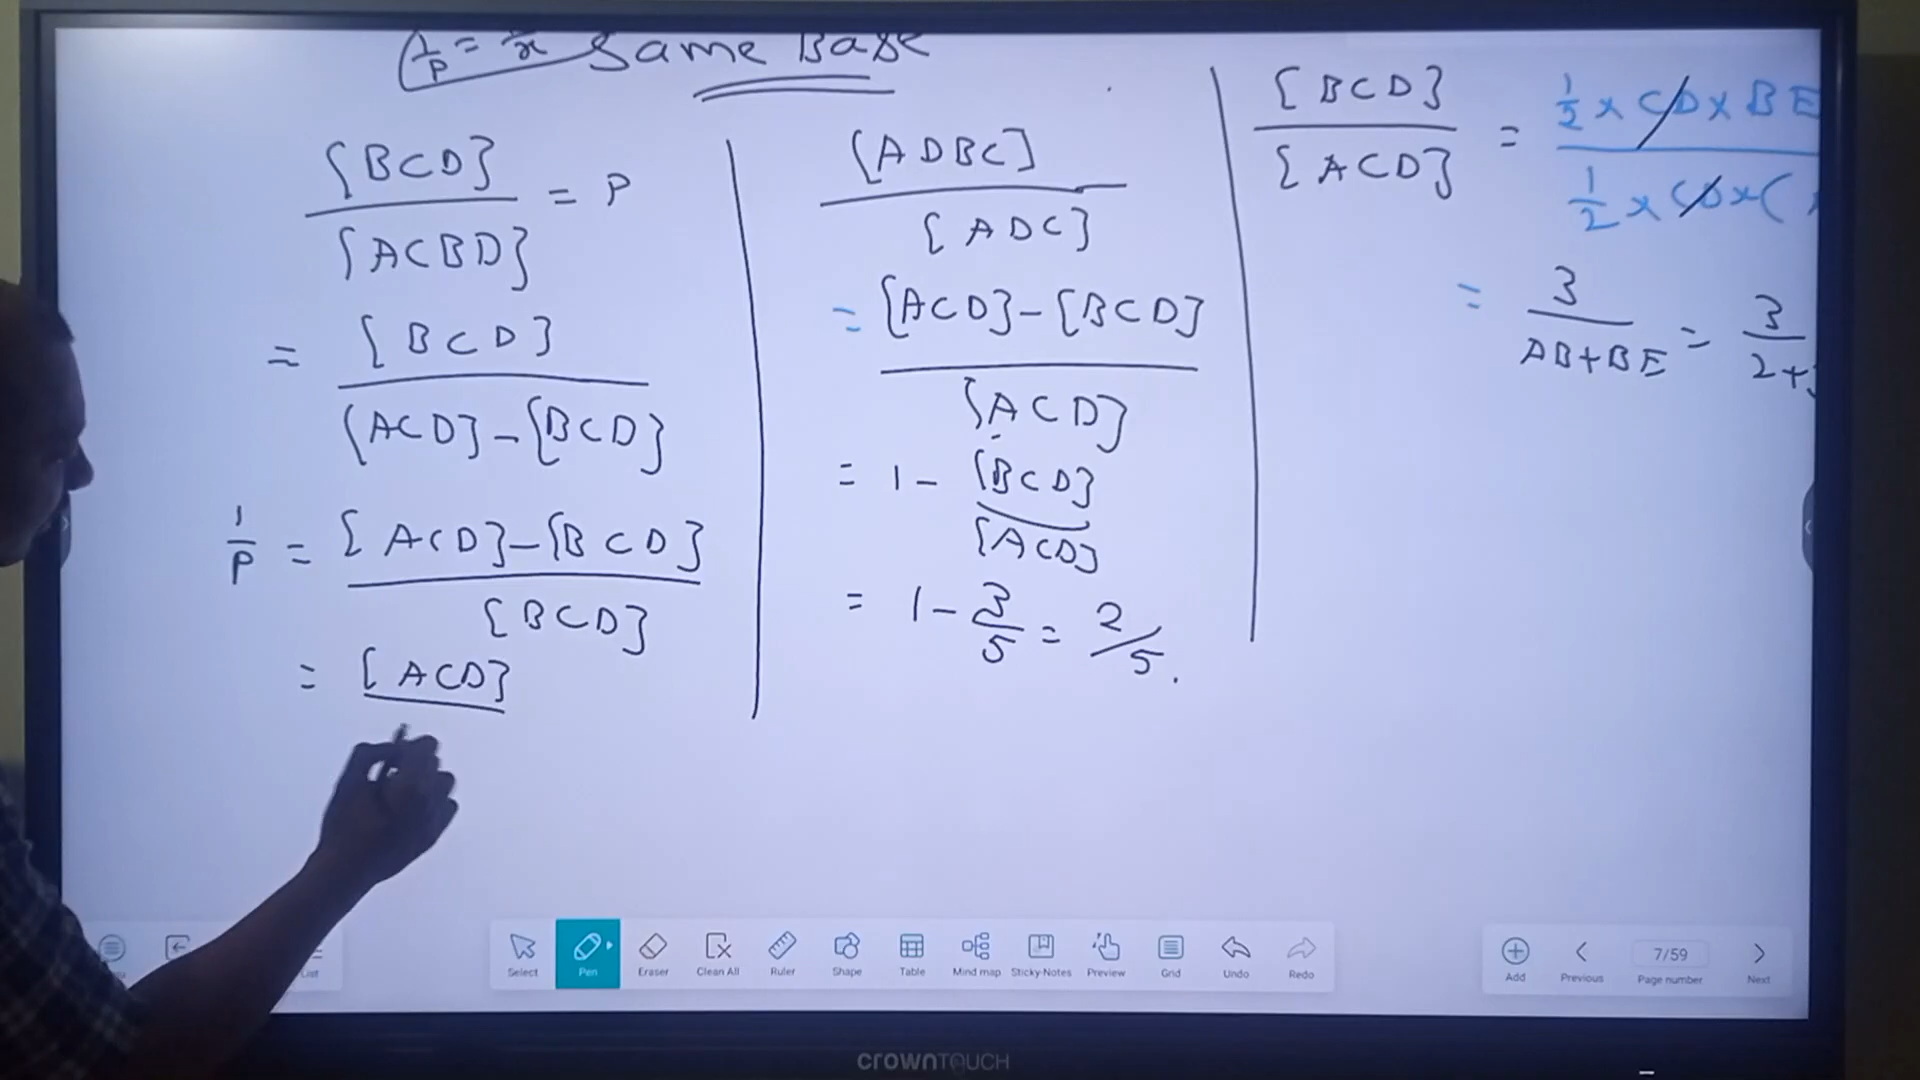 1/p = Same Base
[BCD] / [ACBD] = P
= [BCD] / [ACD]-[BCD]
1/P = [ACD]-[BCD] / [BCD]
= [ACD]
[ADBC] / [ADC]
= [ACD]-[BCD] / [ACD]
= 1 - [BCD] / [ACD]
= 1 - 3/5 = 2/5.
[BCD] / [ACD] = 1/2 x CD x BE / 1/2 x CD x (
= 3 / AB+BE = 3 / 2+
List
Select
Pen
Eraser
Clean All
Ruler
Shape
Table
Mind map
Sticky Notes
Preview
Grid
Undo
Redo
Add
Previous
7/59
Page number
Next
CROWNTOUCH